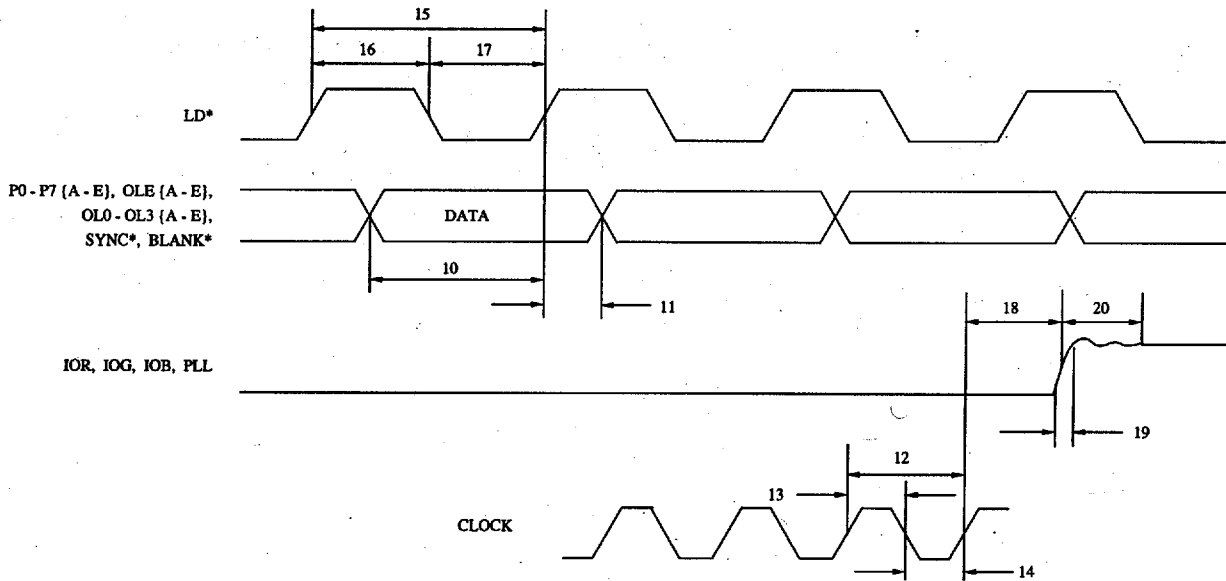 15
16
17
LD*
P0 - P7 {A - E}, OLE {A - E},
OL0 - OL3 {A - E},
SYNC*, BLANK*
DATA
10
11
18
20
IOR, IOG, IOB, PLL
19
12
13
CLOCK
14